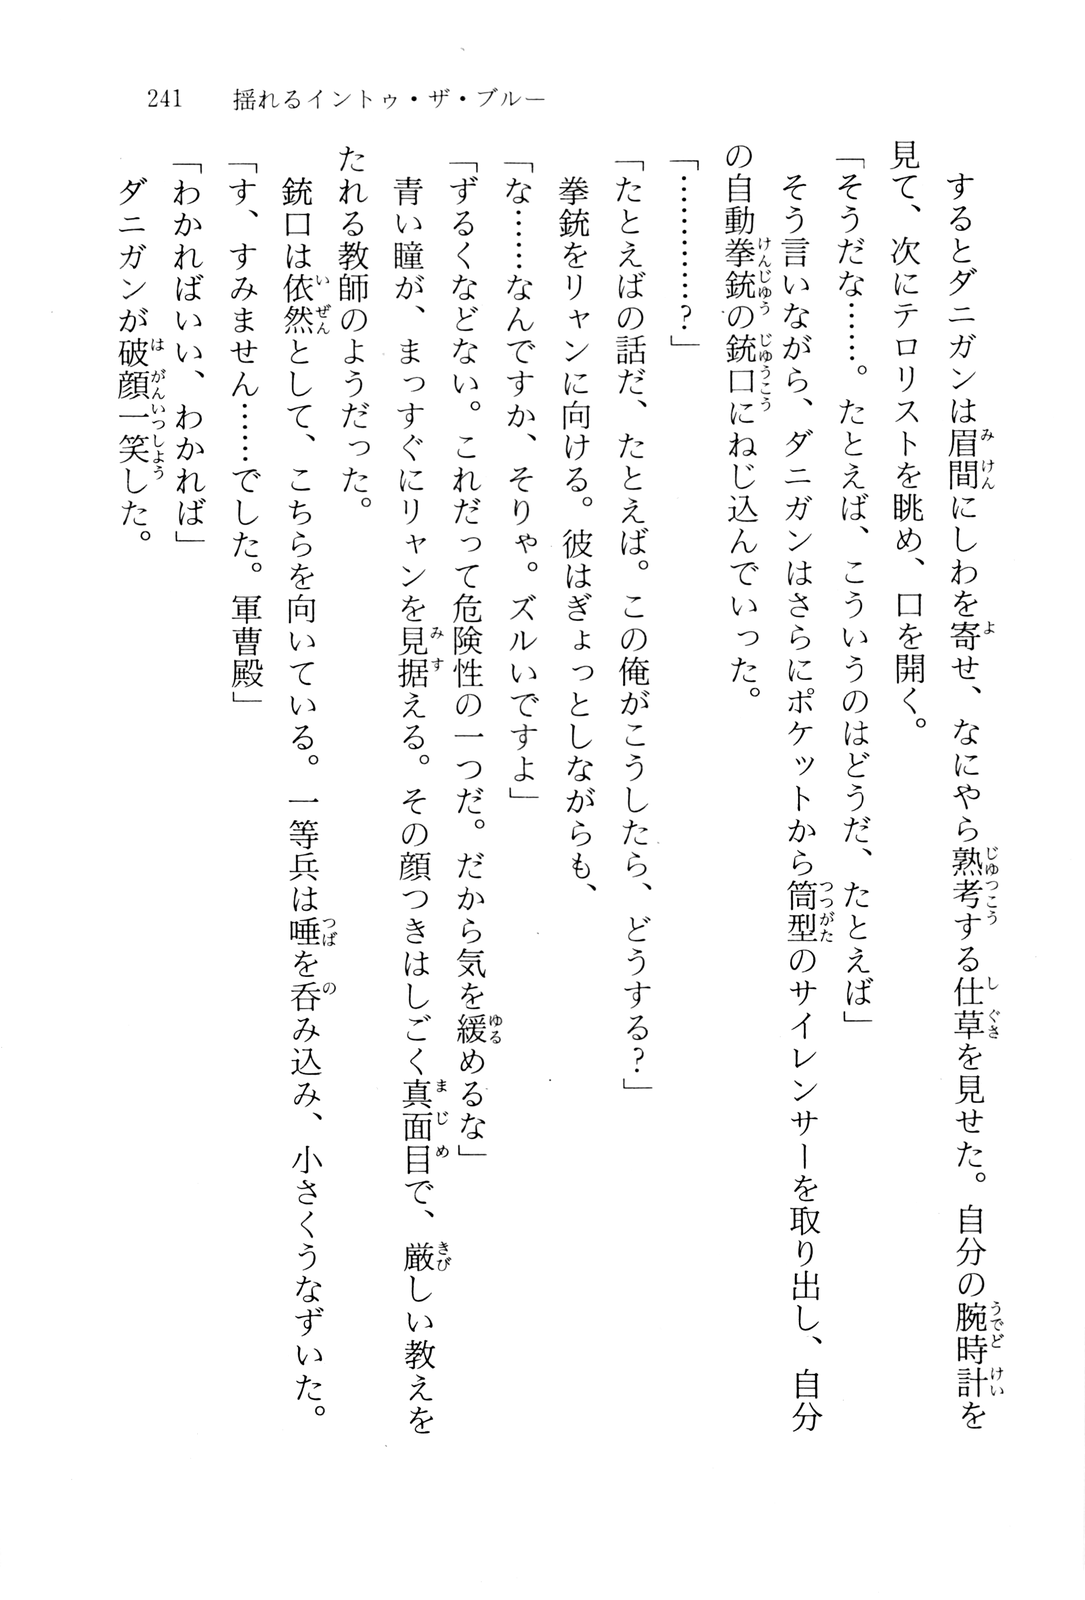 241　揺れるイントゥ・ザ・ブルー
　するとダニガンは眉間にしわを寄せ、なにやら熟考する仕草を見せた。自分の腕時計を
見て、次にテロリストを眺め、口を開く。
「そうだな……。たとえば、こういうのはどうだ、たとえば」
　そう言いながら、ダニガンはさらにポケットから筒型のサイレンサーを取り出し、自分
の自動拳銃の銃口にねじ込んでいった。
「…………?」
「たとえばの話だ、たとえば。この俺がこうしたら、どうする?」
　拳銃をリャンに向ける。彼はぎょっとしながらも、
「な……なんですか、そりゃ。ズルいですよ」
「ずるくなどない。これだって危険性の一つだ。だから気を緩めるな」
　青い瞳が、まっすぐにリャンを見据える。その顔つきはしごく真面目で、厳しい教えを
たれる教師のようだった。
　銃口は依然として、こちらを向いている。一等兵は唾を呑み込み、小さくうなずいた。
「す、すみません……でした。軍曹殿」
「わかればいい、わかれば」
　ダニガンが破顔一笑した。